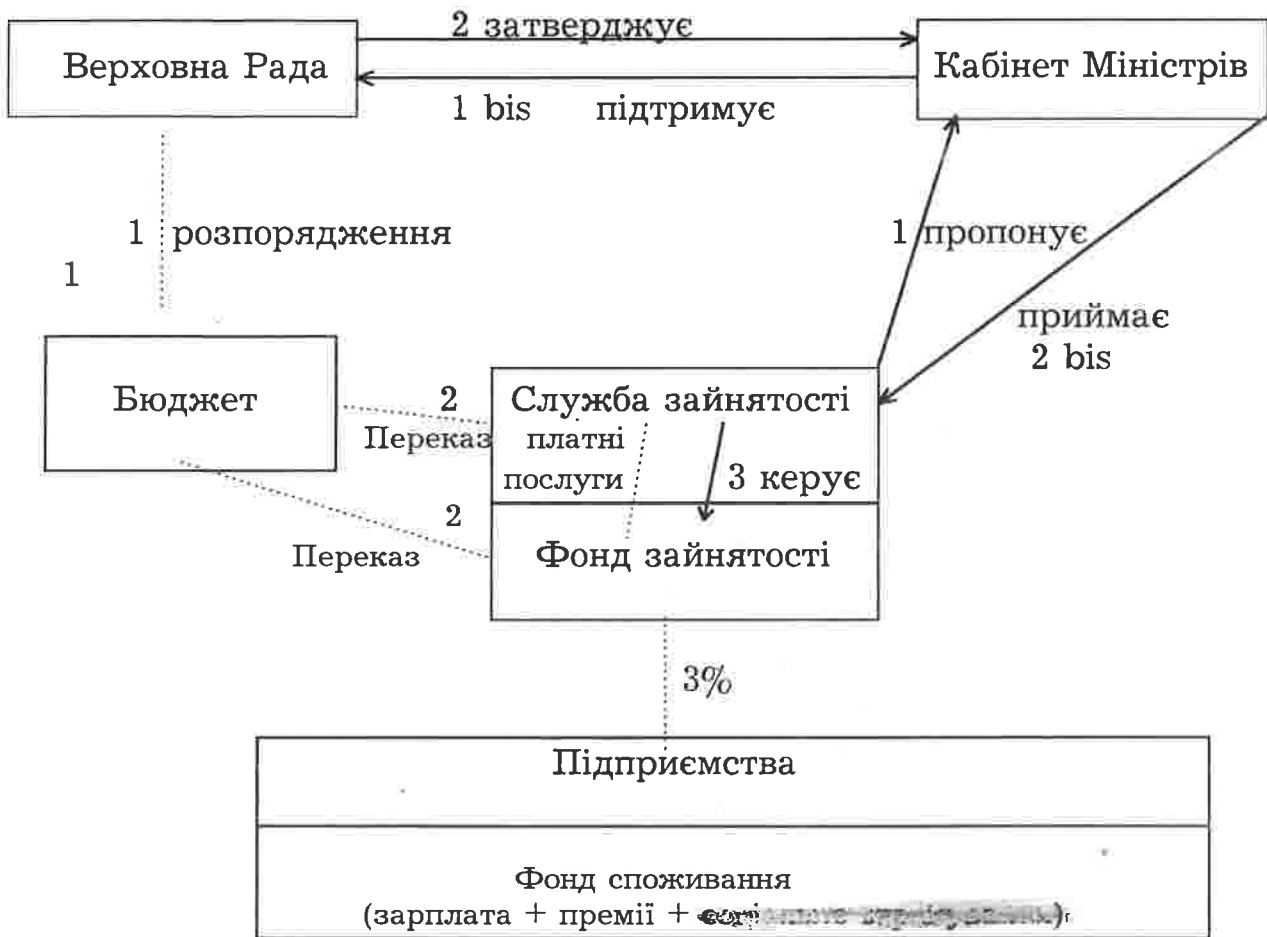 2 затверджує
Верховна Рада
Кабінет Міністрів
1 bis підтримує
1 розпорядження
1
1 пропонує
приймає
2 bis
Бюджет
2
Переказ
Служба зайнятості
платні
послуги
3 керує
2
Переказ
Фонд зайнятості
3%
Підприємства
Фонд споживання
(зарплата + премії +